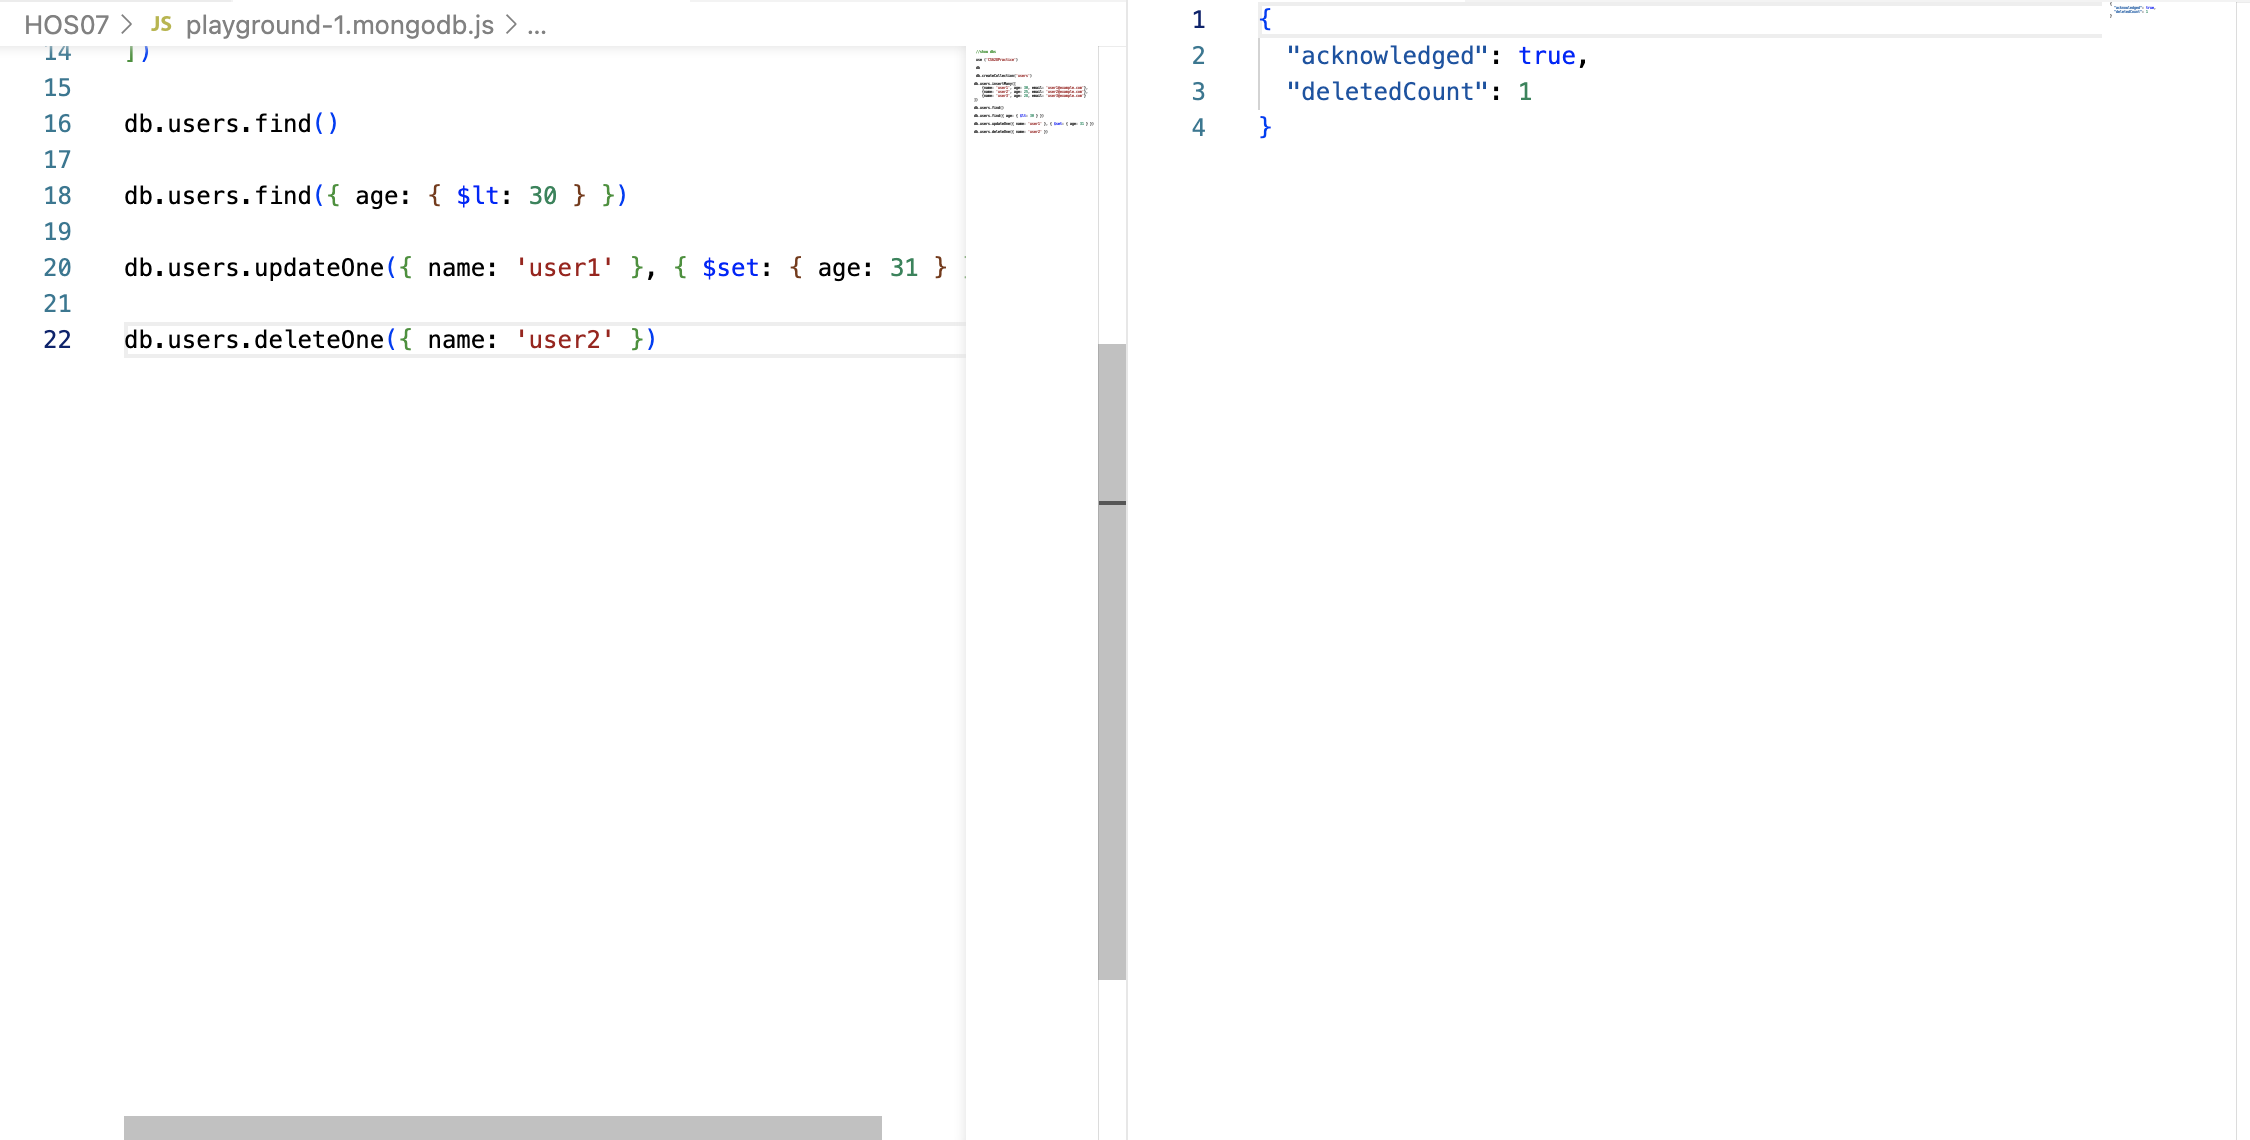 HOS07 > JS playground-1.mongodb.js > ...
14 ])
15
16 db.users.find()
17
18 db.users.find({ age: { $lt: 30 } })
19
20 db.users.updateOne({ name: 'user1' }, { $set: { age: 31 }
21
22 db.users.deleteOne({ name: 'user2' })
1 {
2 "acknowledged": true,
3 "deletedCount": 1
4 }